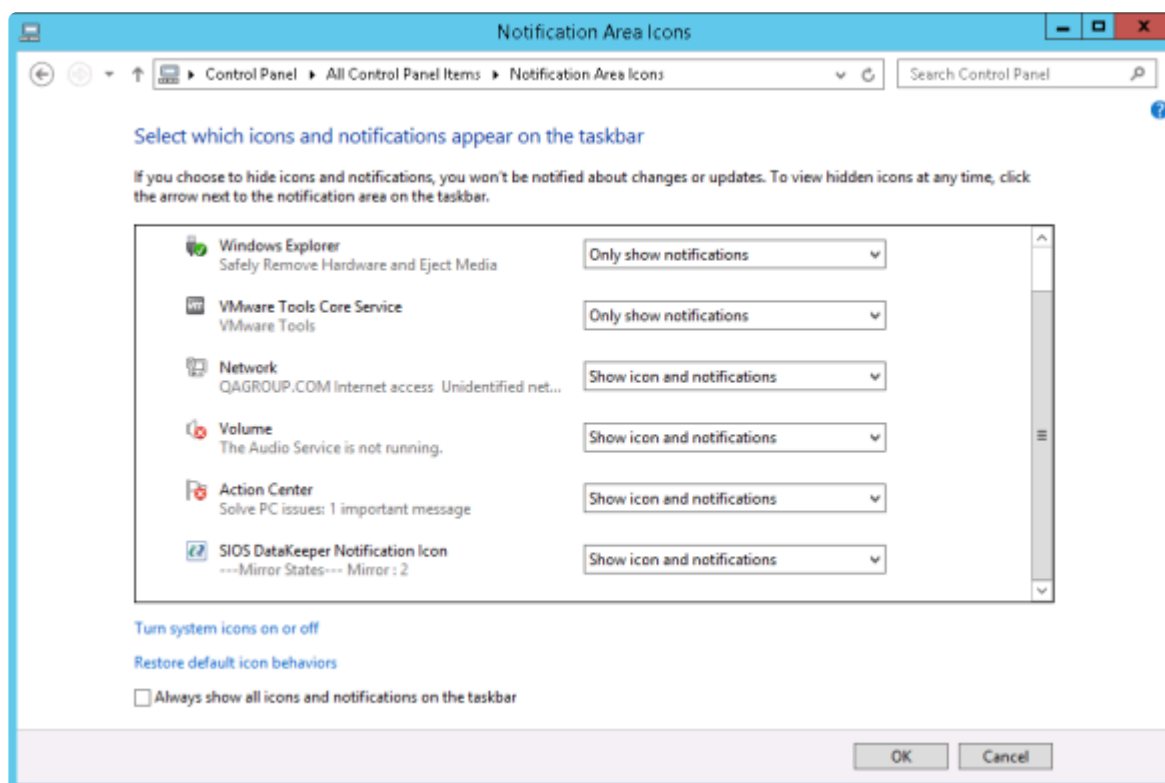 Notification Area Icons
Control Panel ▸ All Control Panel Items ▸ Notification Area Icons
Search Control Panel
Select which icons and notifications appear on the taskbar
If you choose to hide icons and notifications, you won't be notified about changes or updates. To view hidden icons at any time, click
the arrow next to the notification area on the taskbar.
Windows Explorer
Safely Remove Hardware and Eject Media
Only show notifications
VMware Tools Core Service
VMware Tools
Only show notifications
Network
QAGROUP.COM Internet access  Unidentified net...
Show icon and notifications
Volume
The Audio Service is not running.
Show icon and notifications
Action Center
Solve PC issues: 1 important message
Show icon and notifications
SIOS DataKeeper Notification Icon
---Mirror States--- Mirror : 2
Show icon and notifications
Turn system icons on or off
Restore default icon behaviors
Always show all icons and notifications on the taskbar
OK
Cancel